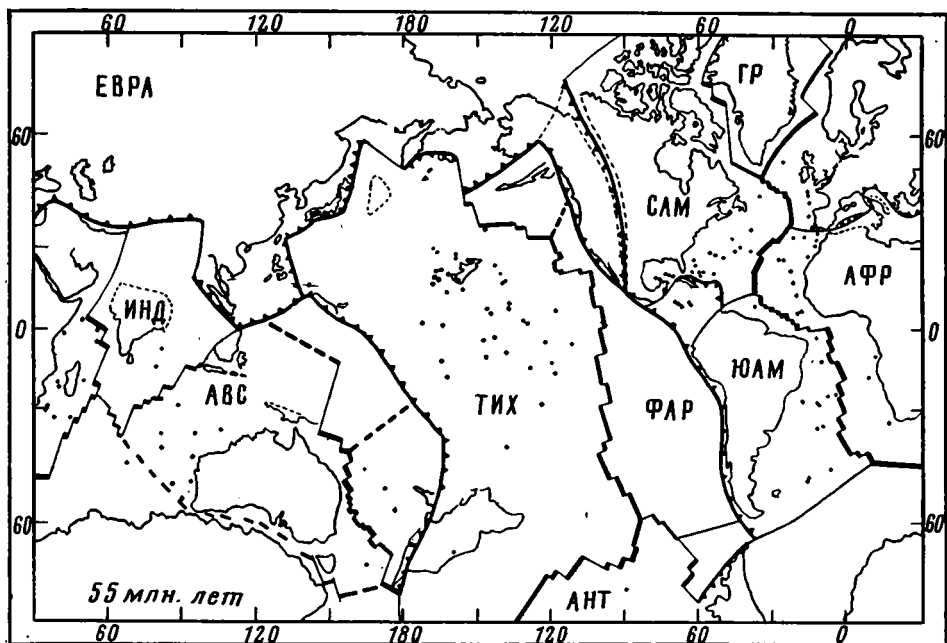 60 120 180 120 60 0
ЕВРА ГР
60 60
САМ
АФР
ИНД
0 0
ЮАМ
АВС ТИХ ФАР
60 60
55 млн. лет АНТ
60 120 180 120 60 0